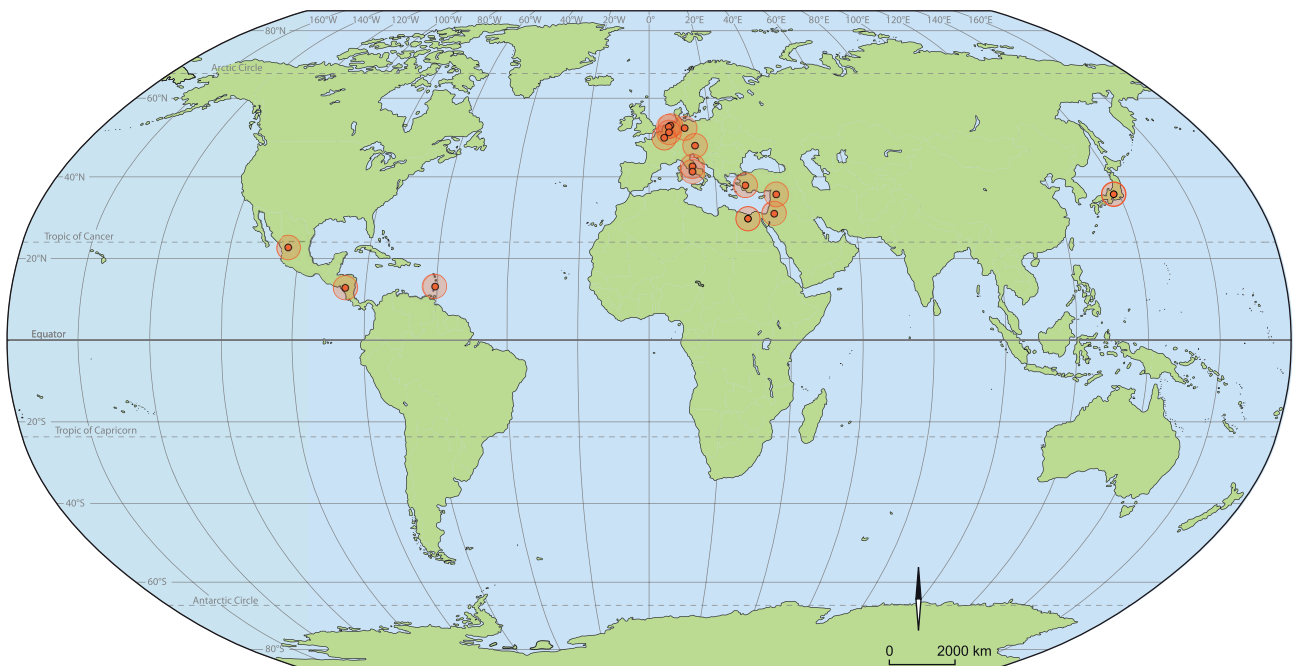 160°W 140°W 120°W 100°W 80°W 60°W 40°W 20°W 0° 20°E 40°E 60°E 80°E 100°E 120°E 140°E 160°E
80°N
Arctic Circle
60°N
40°N
Tropic of Cancer
20°N
Equator
20°S
Tropic of Capricorn
40°S
60°S
Antarctic Circle
80°S
0 2000 km